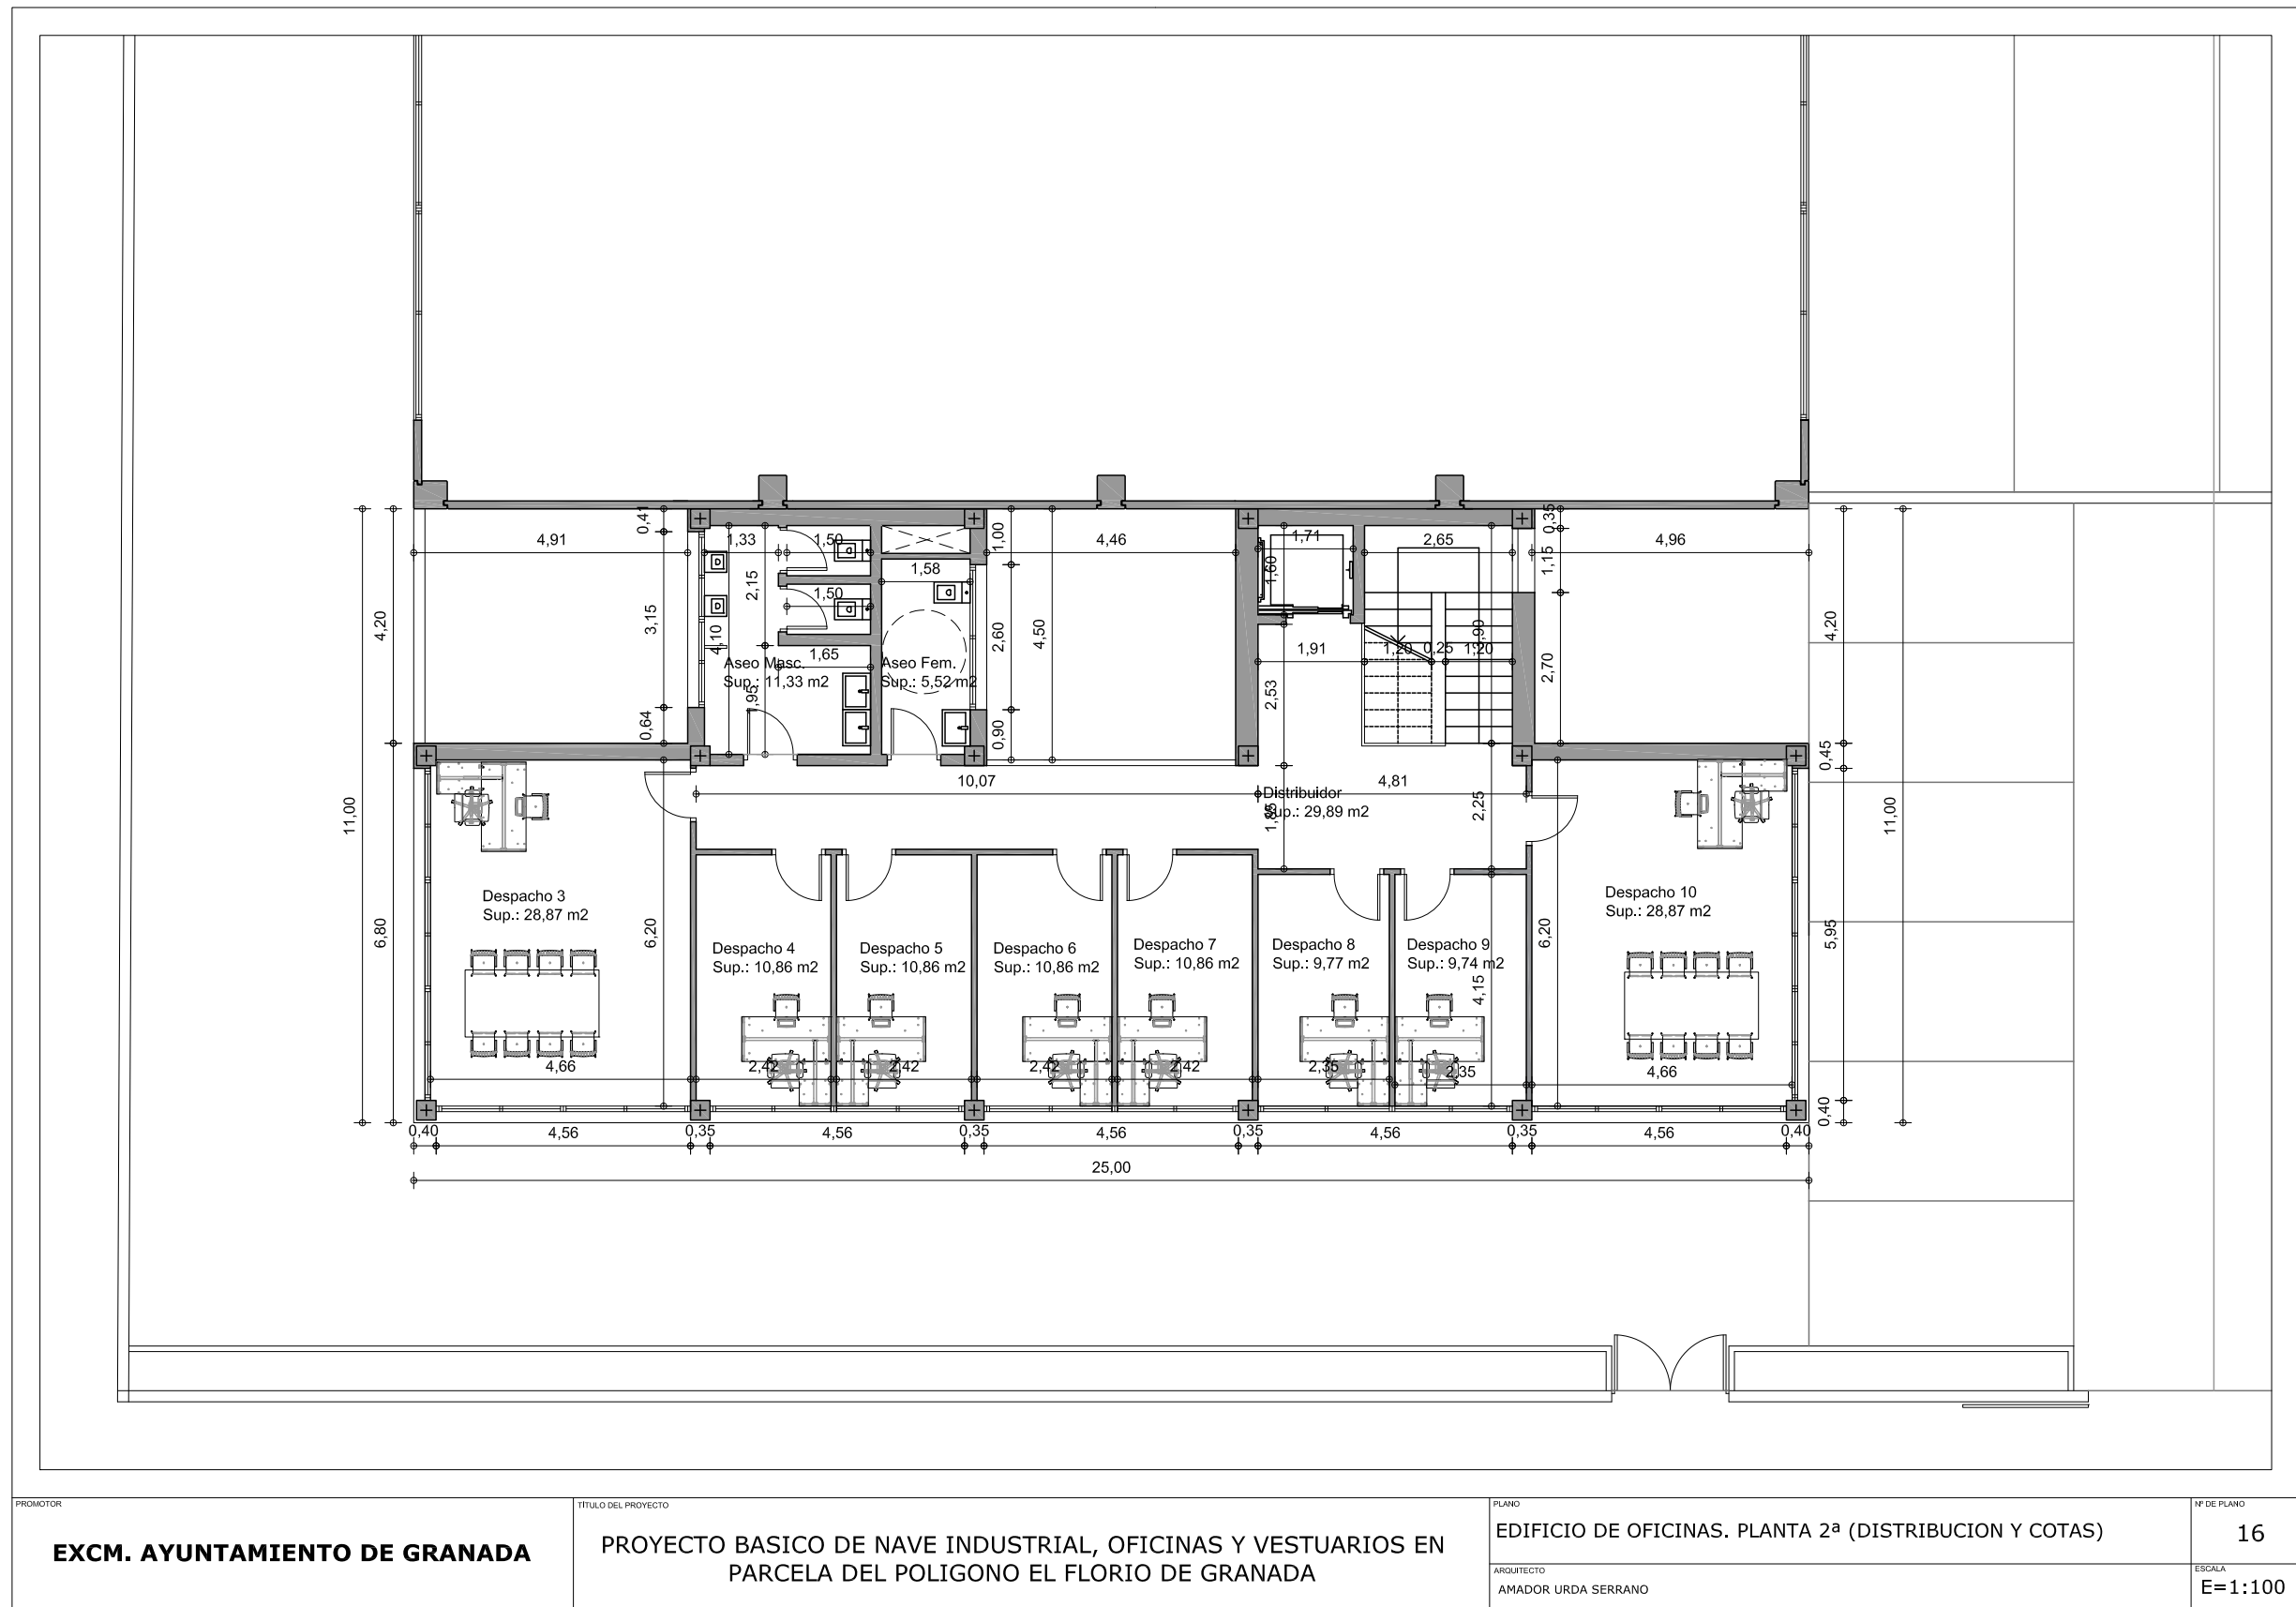 0,41
0,35
4,91
1,33
1,50
1,00
4,46
1,71
2,65
4,96
1,15
1,60
1,58
2,15
1,50
4,20
3,15
4,10
2,60
4,50
2,90
4,20
1,65
1,91
1,20
0,25
1,20
2,70
Aseo Masc.
Sup.: 11,33 m2
Aseo Fem.
Sup.: 5,52 m2
1,95
2,53
0,64
0,90
0,45
10,07
4,81
Distribuidor
Sup.: 29,89 m2
1,85
2,25
11,00
11,00
Despacho 3
Sup.: 28,87 m2
Despacho 10
Sup.: 28,87 m2
6,80
6,20
6,20
5,95
Despacho 4
Sup.: 10,86 m2
Despacho 5
Sup.: 10,86 m2
Despacho 6
Sup.: 10,86 m2
Despacho 7
Sup.: 10,86 m2
Despacho 8
Sup.: 9,77 m2
Despacho 9
Sup.: 9,74 m2
4,15
4,66
2,42
2,42
2,42
2,42
2,35
2,35
4,66
0,40
0,40
4,56
0,35
4,56
0,35
4,56
0,35
4,56
0,35
4,56
0,40
25,00
PROMOTOR
EXCM. AYUNTAMIENTO DE GRANADA
TÍTULO DEL PROYECTO
PROYECTO BASICO DE NAVE INDUSTRIAL, OFICINAS Y VESTUARIOS EN
PARCELA DEL POLIGONO EL FLORIO DE GRANADA
PLANO
EDIFICIO DE OFICINAS. PLANTA 2ª (DISTRIBUCION Y COTAS)
ARQUITECTO
AMADOR URDA SERRANO
Nº DE PLANO
16
ESCALA
E=1:100